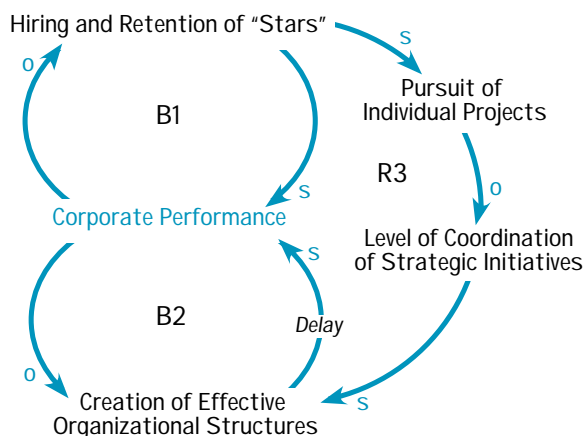 Hiring and Retention of “Stars”
s
o
Pursuit of
Individual Projects
B1
R3
s
o
Corporate Performance
Level of Coordination
of Strategic Initiatives
s
B2
Delay
o
s
Creation of Effective
Organizational Structures